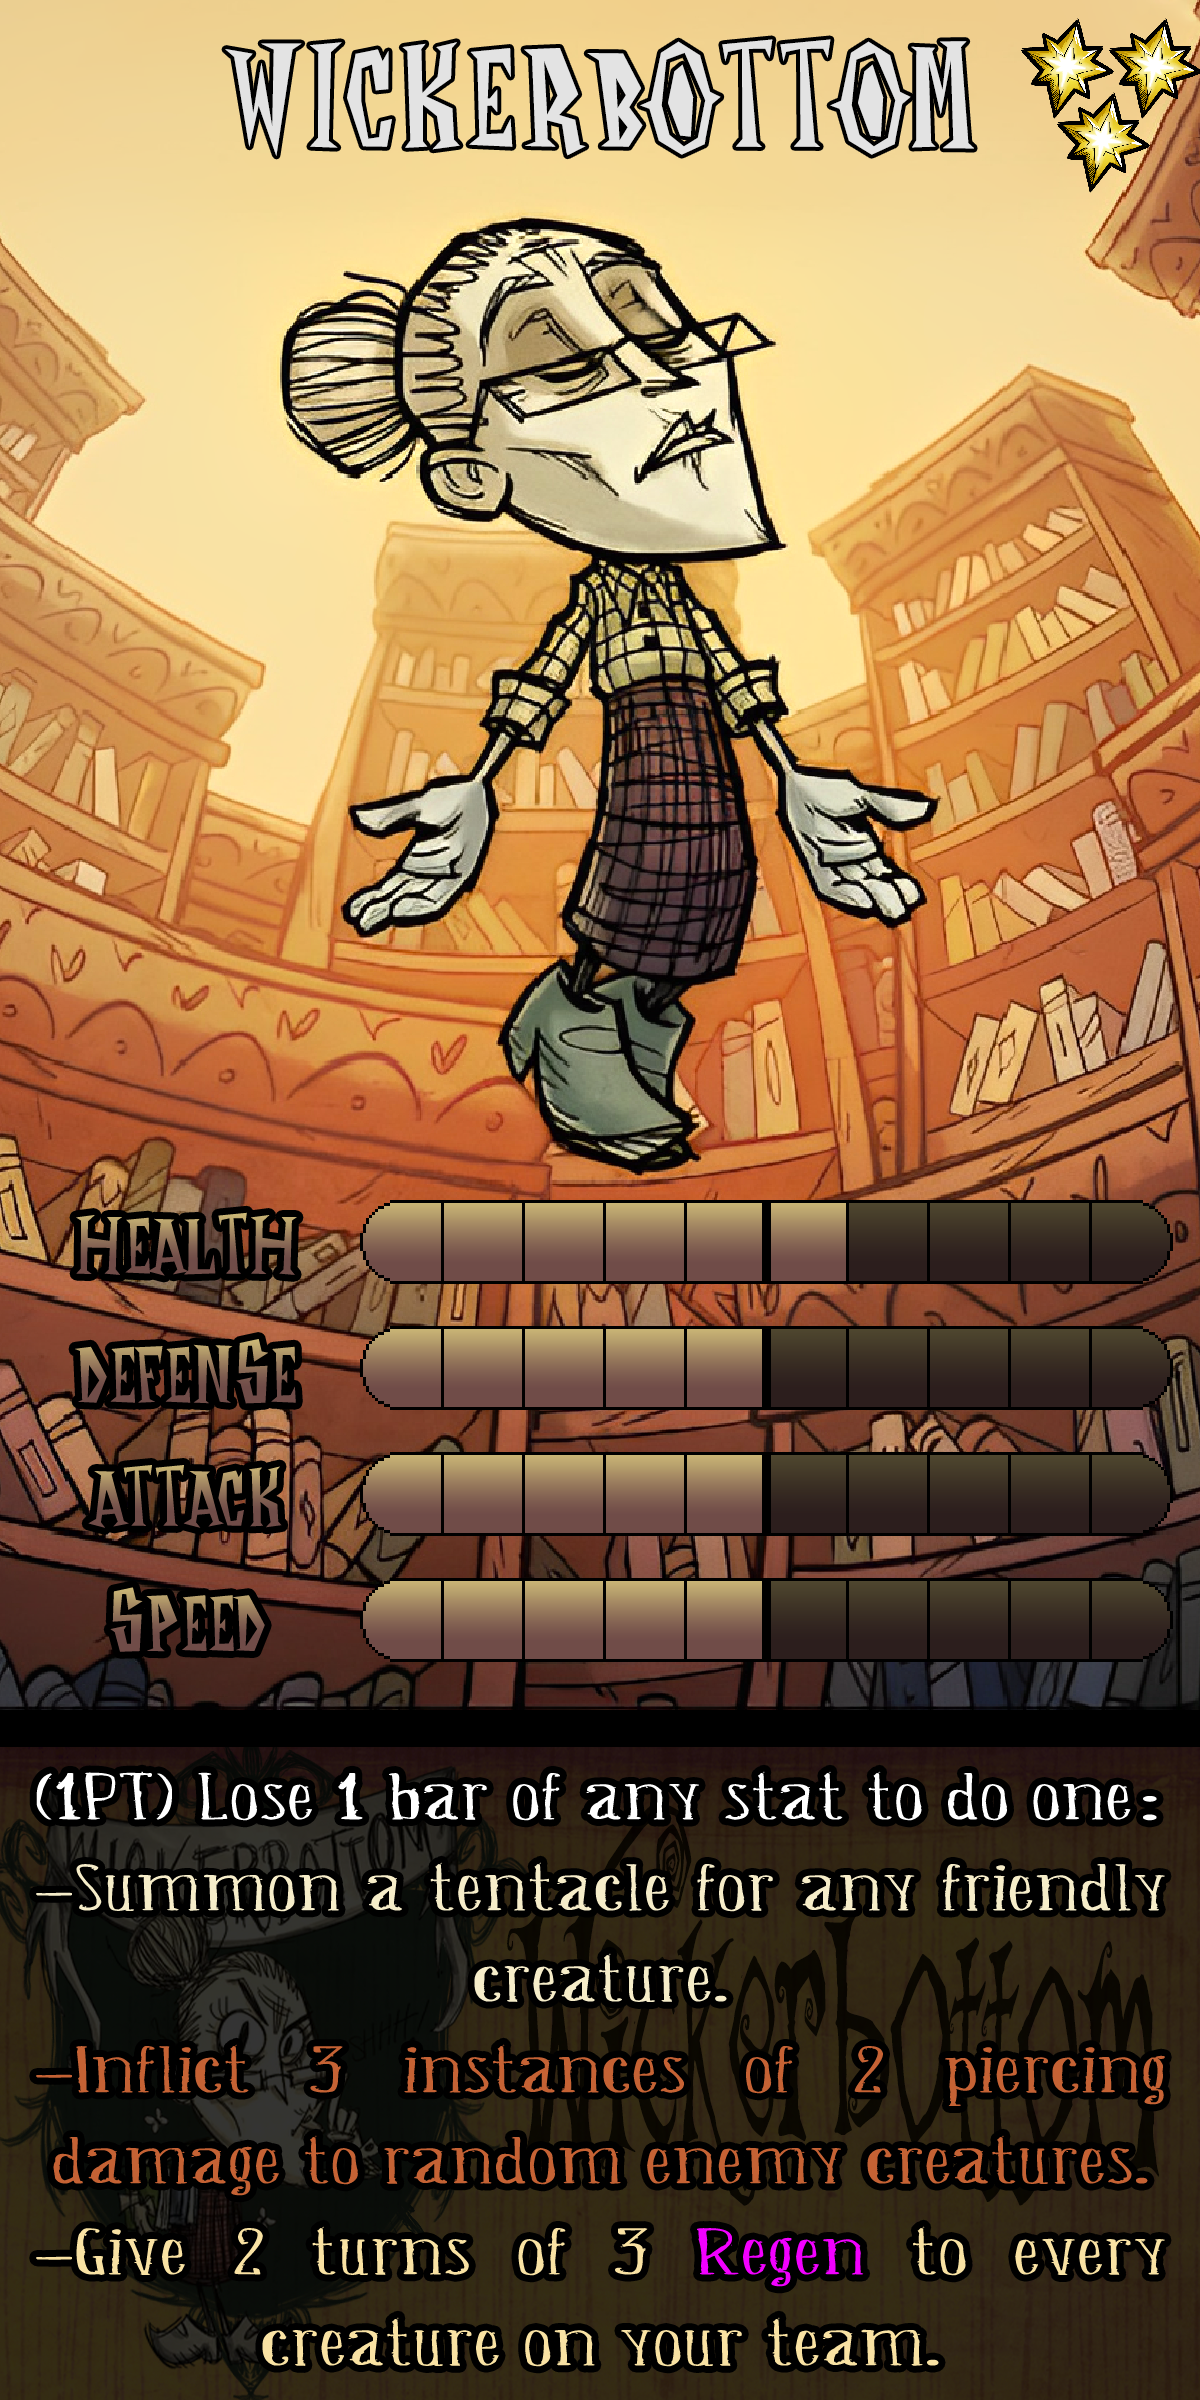 WICKERBOTTOM
HEALTH
DEFENSE
ATTACK
SPEED
(1PT) Lose 1 bar of any stat to do one:
–Summon a tentacle for any friendly
creature.
–Inflict 3 instances of 2 piercing
damage to random enemy creatures.
–Give 2 turns of 3 Regen to every
creature on your team.
WICKERBOTTOM
Wickerbottom